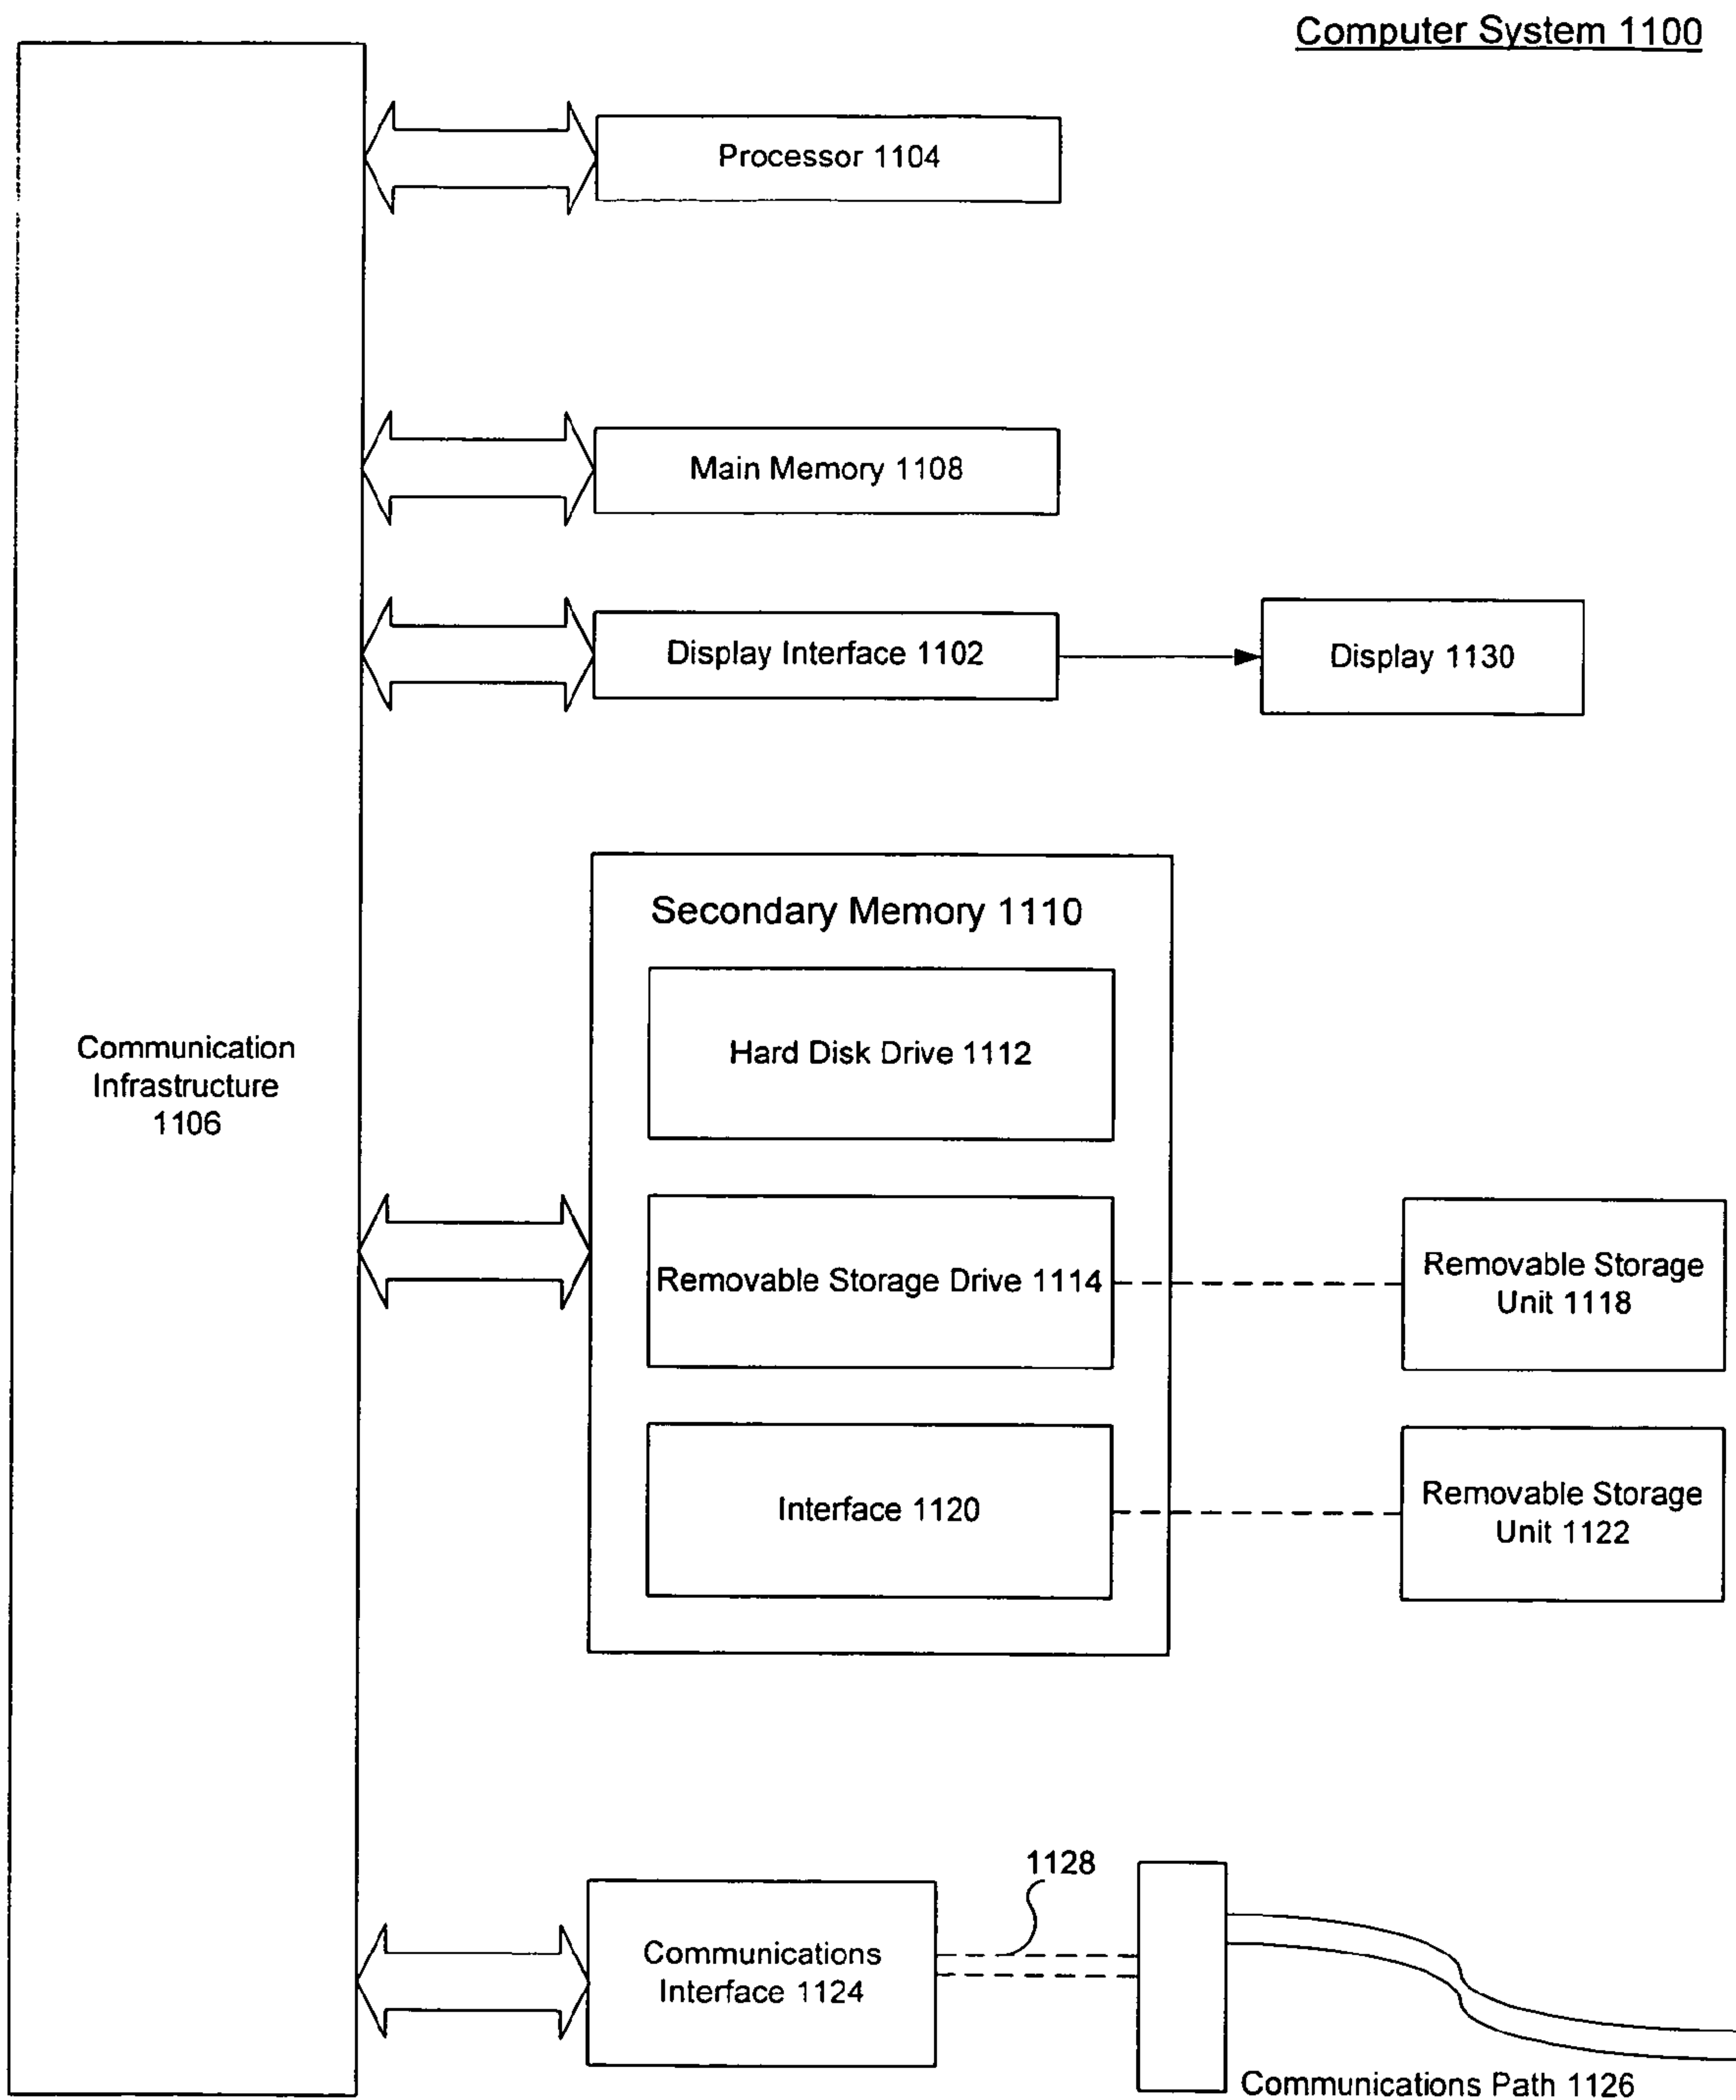 Computer System 1100
Processor 1104
Main Memory 1108
Display Interface 1102
Display 1130
Secondary Memory 1110
Hard Disk Drive 1112
Communication
Infrastructure
1106
Removable Storage Drive 1114
Removable Storage
Unit 1118
Interface 1120
Removable Storage
Unit 1122
1128
Communications
Interface 1124
Communications Path 1126